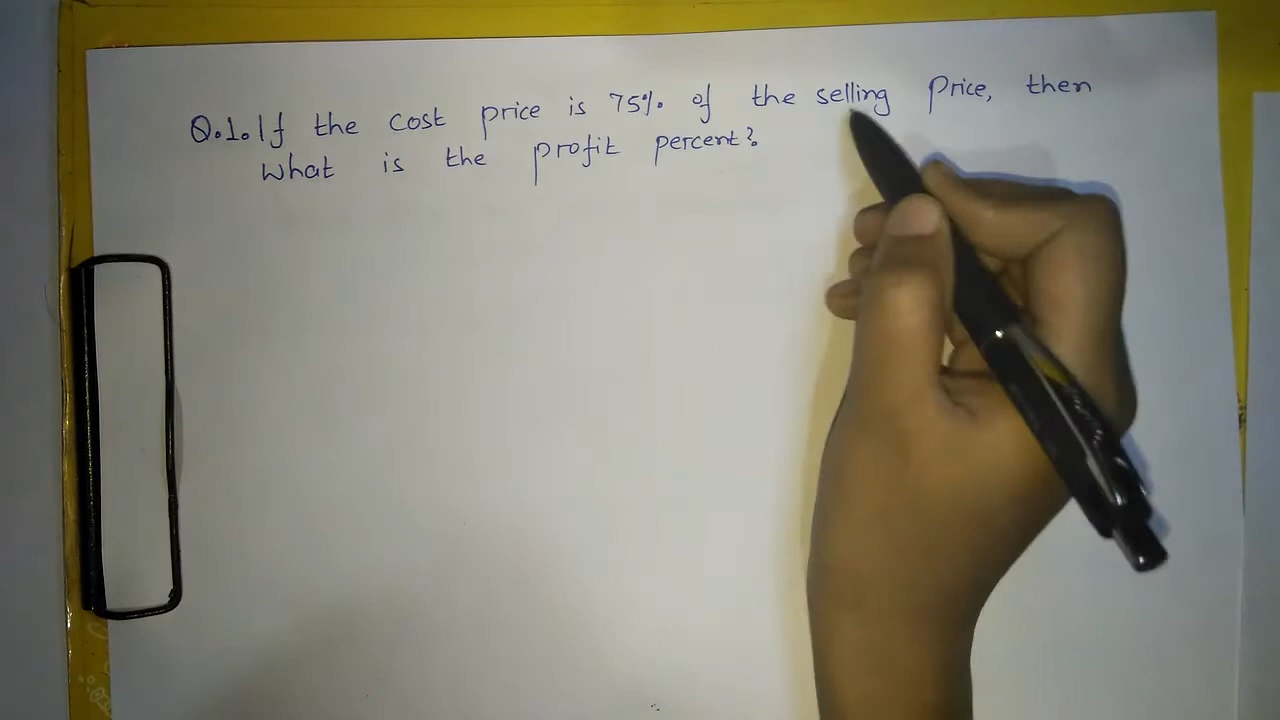 Q.1. If the cost price is 75% of the selling price, then
What is the profit percent?